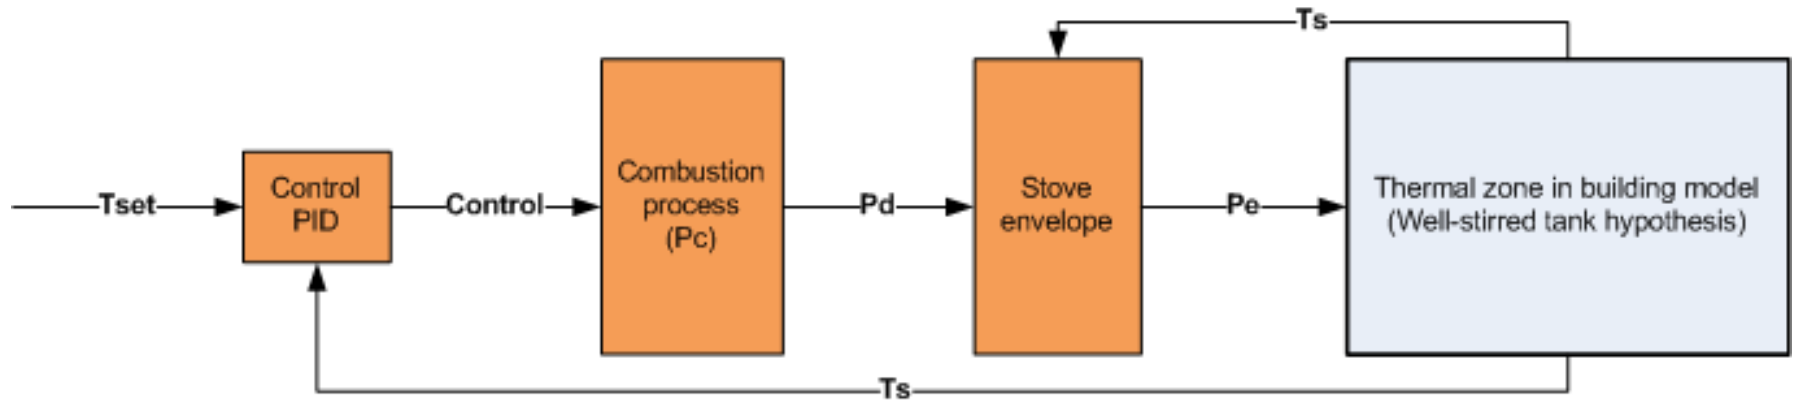 Ts
Tset
Control
PID
Control
Combustion
process
(Pc)
Pd
Stove
envelope
Pe
Thermal zone in building model
(Well-stirred tank hypothesis)
Ts